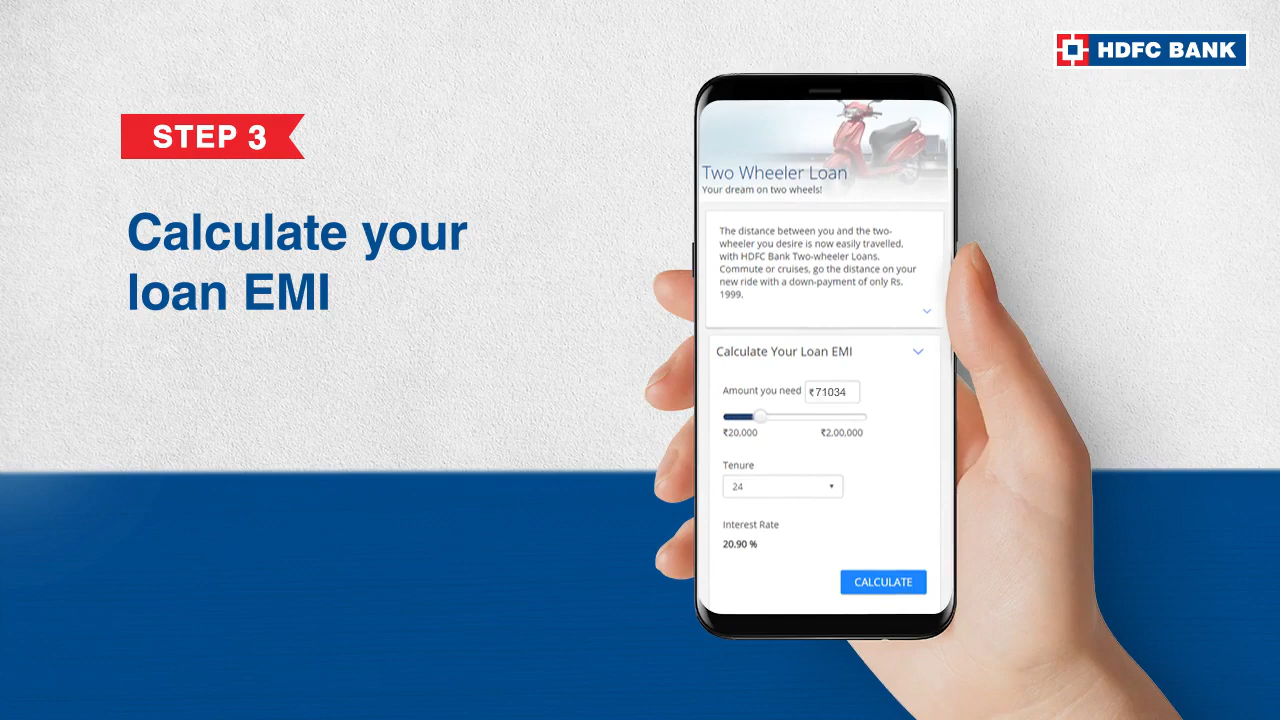 HDFC BANK
STEP 3
Calculate your
loan EMI
Two Wheeler Loan
Your dream on two wheels!
The distance between you and the two-
wheeler you desire is now easily travelled,
with HDFC Bank Two-wheeler Loans.
Commute or cruises, go the distance on your
new ride with a down-payment of only Rs.
1999.
Calculate Your Loan EMI
Amount you need ₹71034
₹20,000 ₹2,00,000
Tenure
24
Interest Rate
20.90 %
CALCULATE